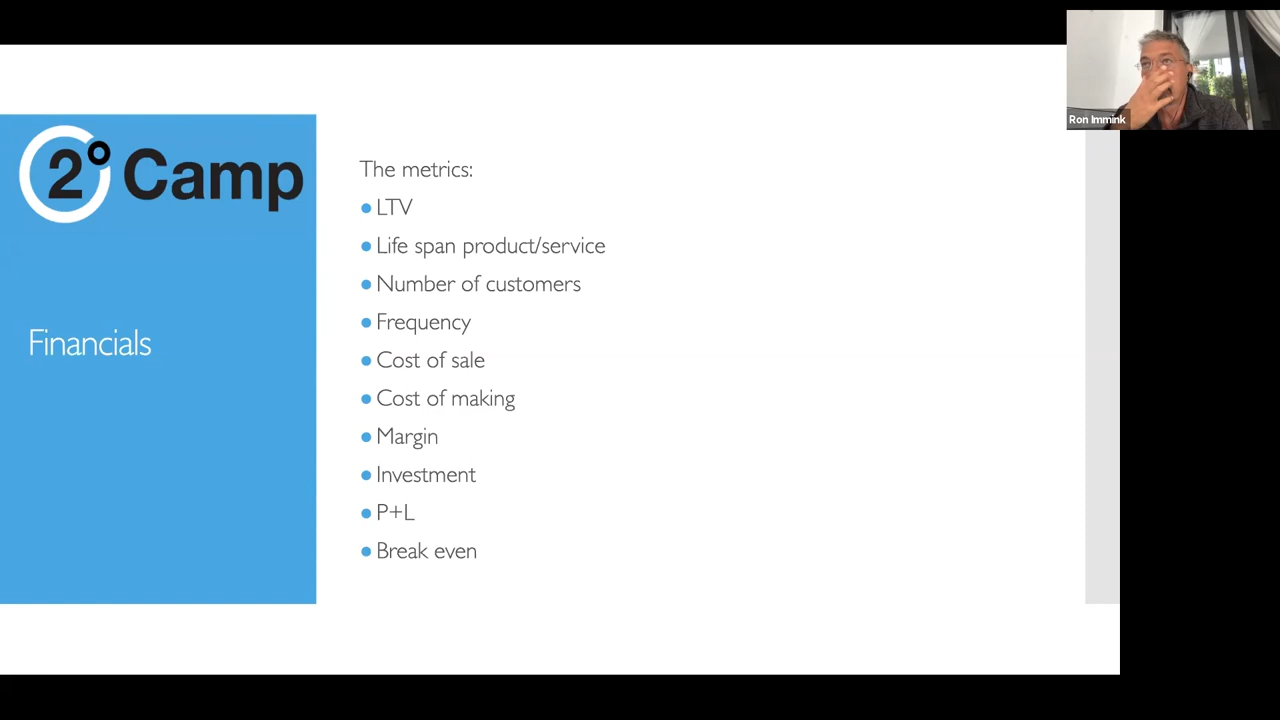 Ron Immink
2° Camp
Financials
The metrics:
LTV
Life span product/service
Number of customers
Frequency
Cost of sale
Cost of making
Margin
Investment
P+L
Break even